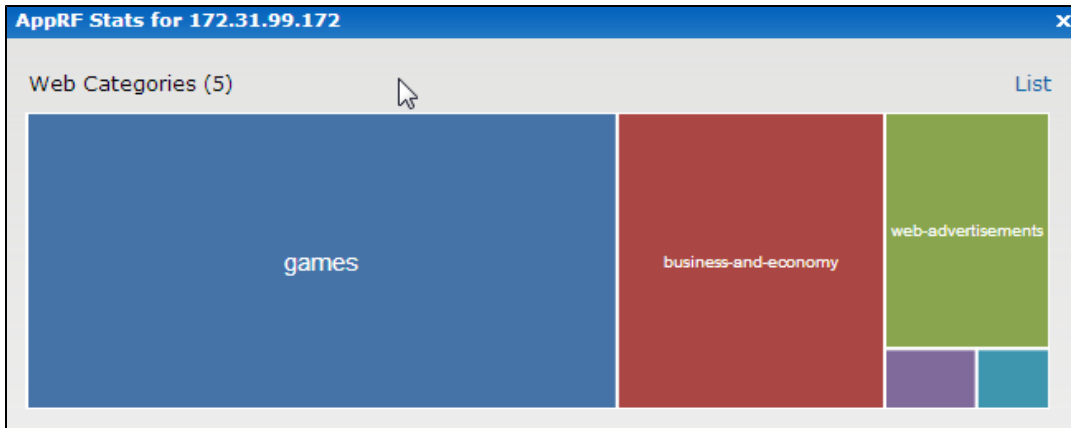 AppRF Stats for 172.31.99.172 x
Web Categories (5) List
games
business-and-economy
web-advertisements